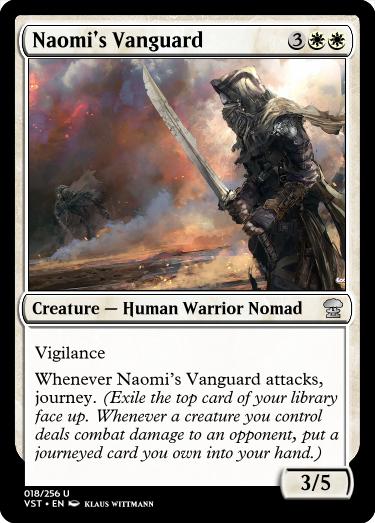 Naomi's Vanguard 3
Creature — Human Warrior Nomad
Vigilance
Whenever Naomi's Vanguard attacks,
journey. (Exile the top card of your library
face up. Whenever a creature you control
deals combat damage to an opponent, put a
journeyed card you own into your hand.)
3/5
018/256 U
VST • EN KLAUS WITTMANN